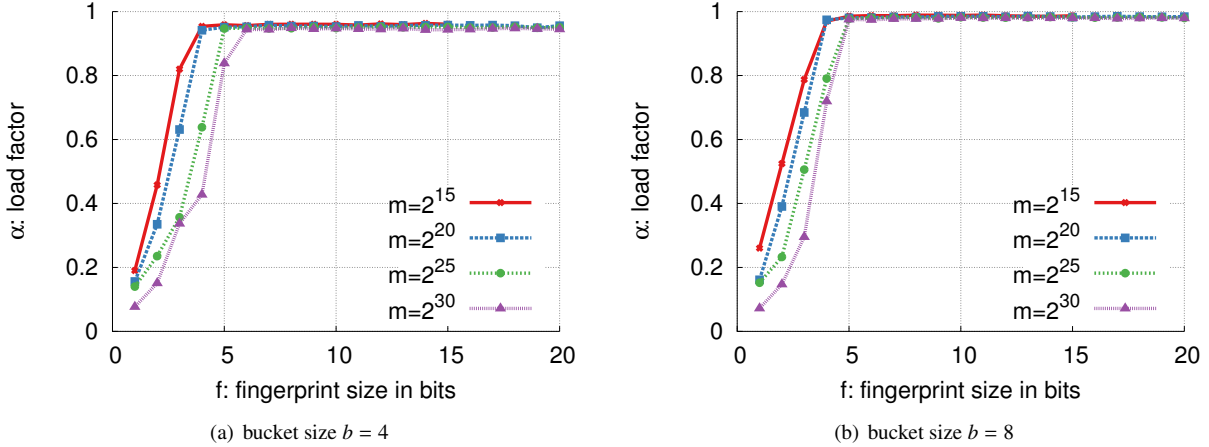 1
0.8
0.6
0.4
0.2
0
α: load factor
m=2^15
m=2^20
m=2^25
m=2^30
0 5 10 15 20
f: fingerprint size in bits
(a) bucket size b = 4
1
0.8
0.6
0.4
0.2
0
α: load factor
m=2^15
m=2^20
m=2^25
m=2^30
0 5 10 15 20
f: fingerprint size in bits
(b) bucket size b = 8